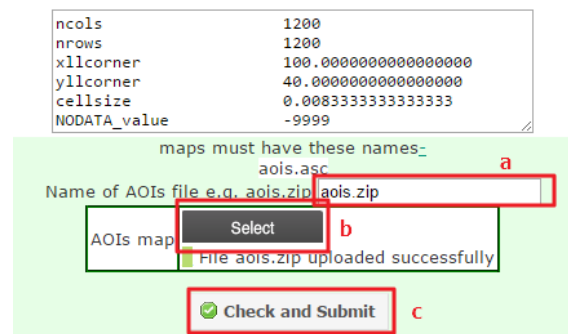 ncols 1200
nrows 1200
xllcorner 100.0000000000000000
yllcorner 40.0000000000000000
cellsize 0.0083333333333333
NODATA_value -9999
maps must have these names-
aois.asc
a
Name of AOIs file e.g. aois.zip aois.zip
Select b
AOIs map
File aois.zip uploaded successfully
Check and Submit c